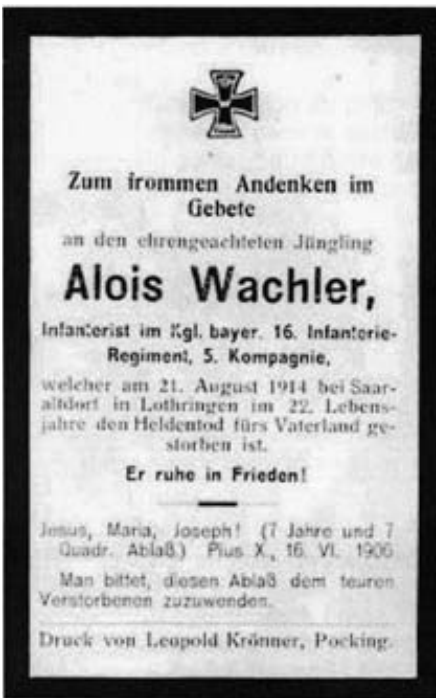 Zum frommen Andenken im
Gebete
an den ehrengeachteten Jüngling
Alois Wachler,
Infanterist im Kgl. bayer. 16. Infanterie-
Regiment, 5. Kompagnie,
welcher am 21. August 1914 bei Saar-
altdorf in Lothringen im 22. Lebens-
jahre den Heldentod fürs Vaterland ge-
storben ist.
Er ruhe in Frieden!
Jesus, Maria, Joseph! (7 Jahre und 7
Quadr. Ablaß.) Pius X., 16. VI. 1906
Man bittet, diesen Ablaß dem teuren
Verstorbenen zuzuwenden.
Druck von Leopold Krönner, Pocking.